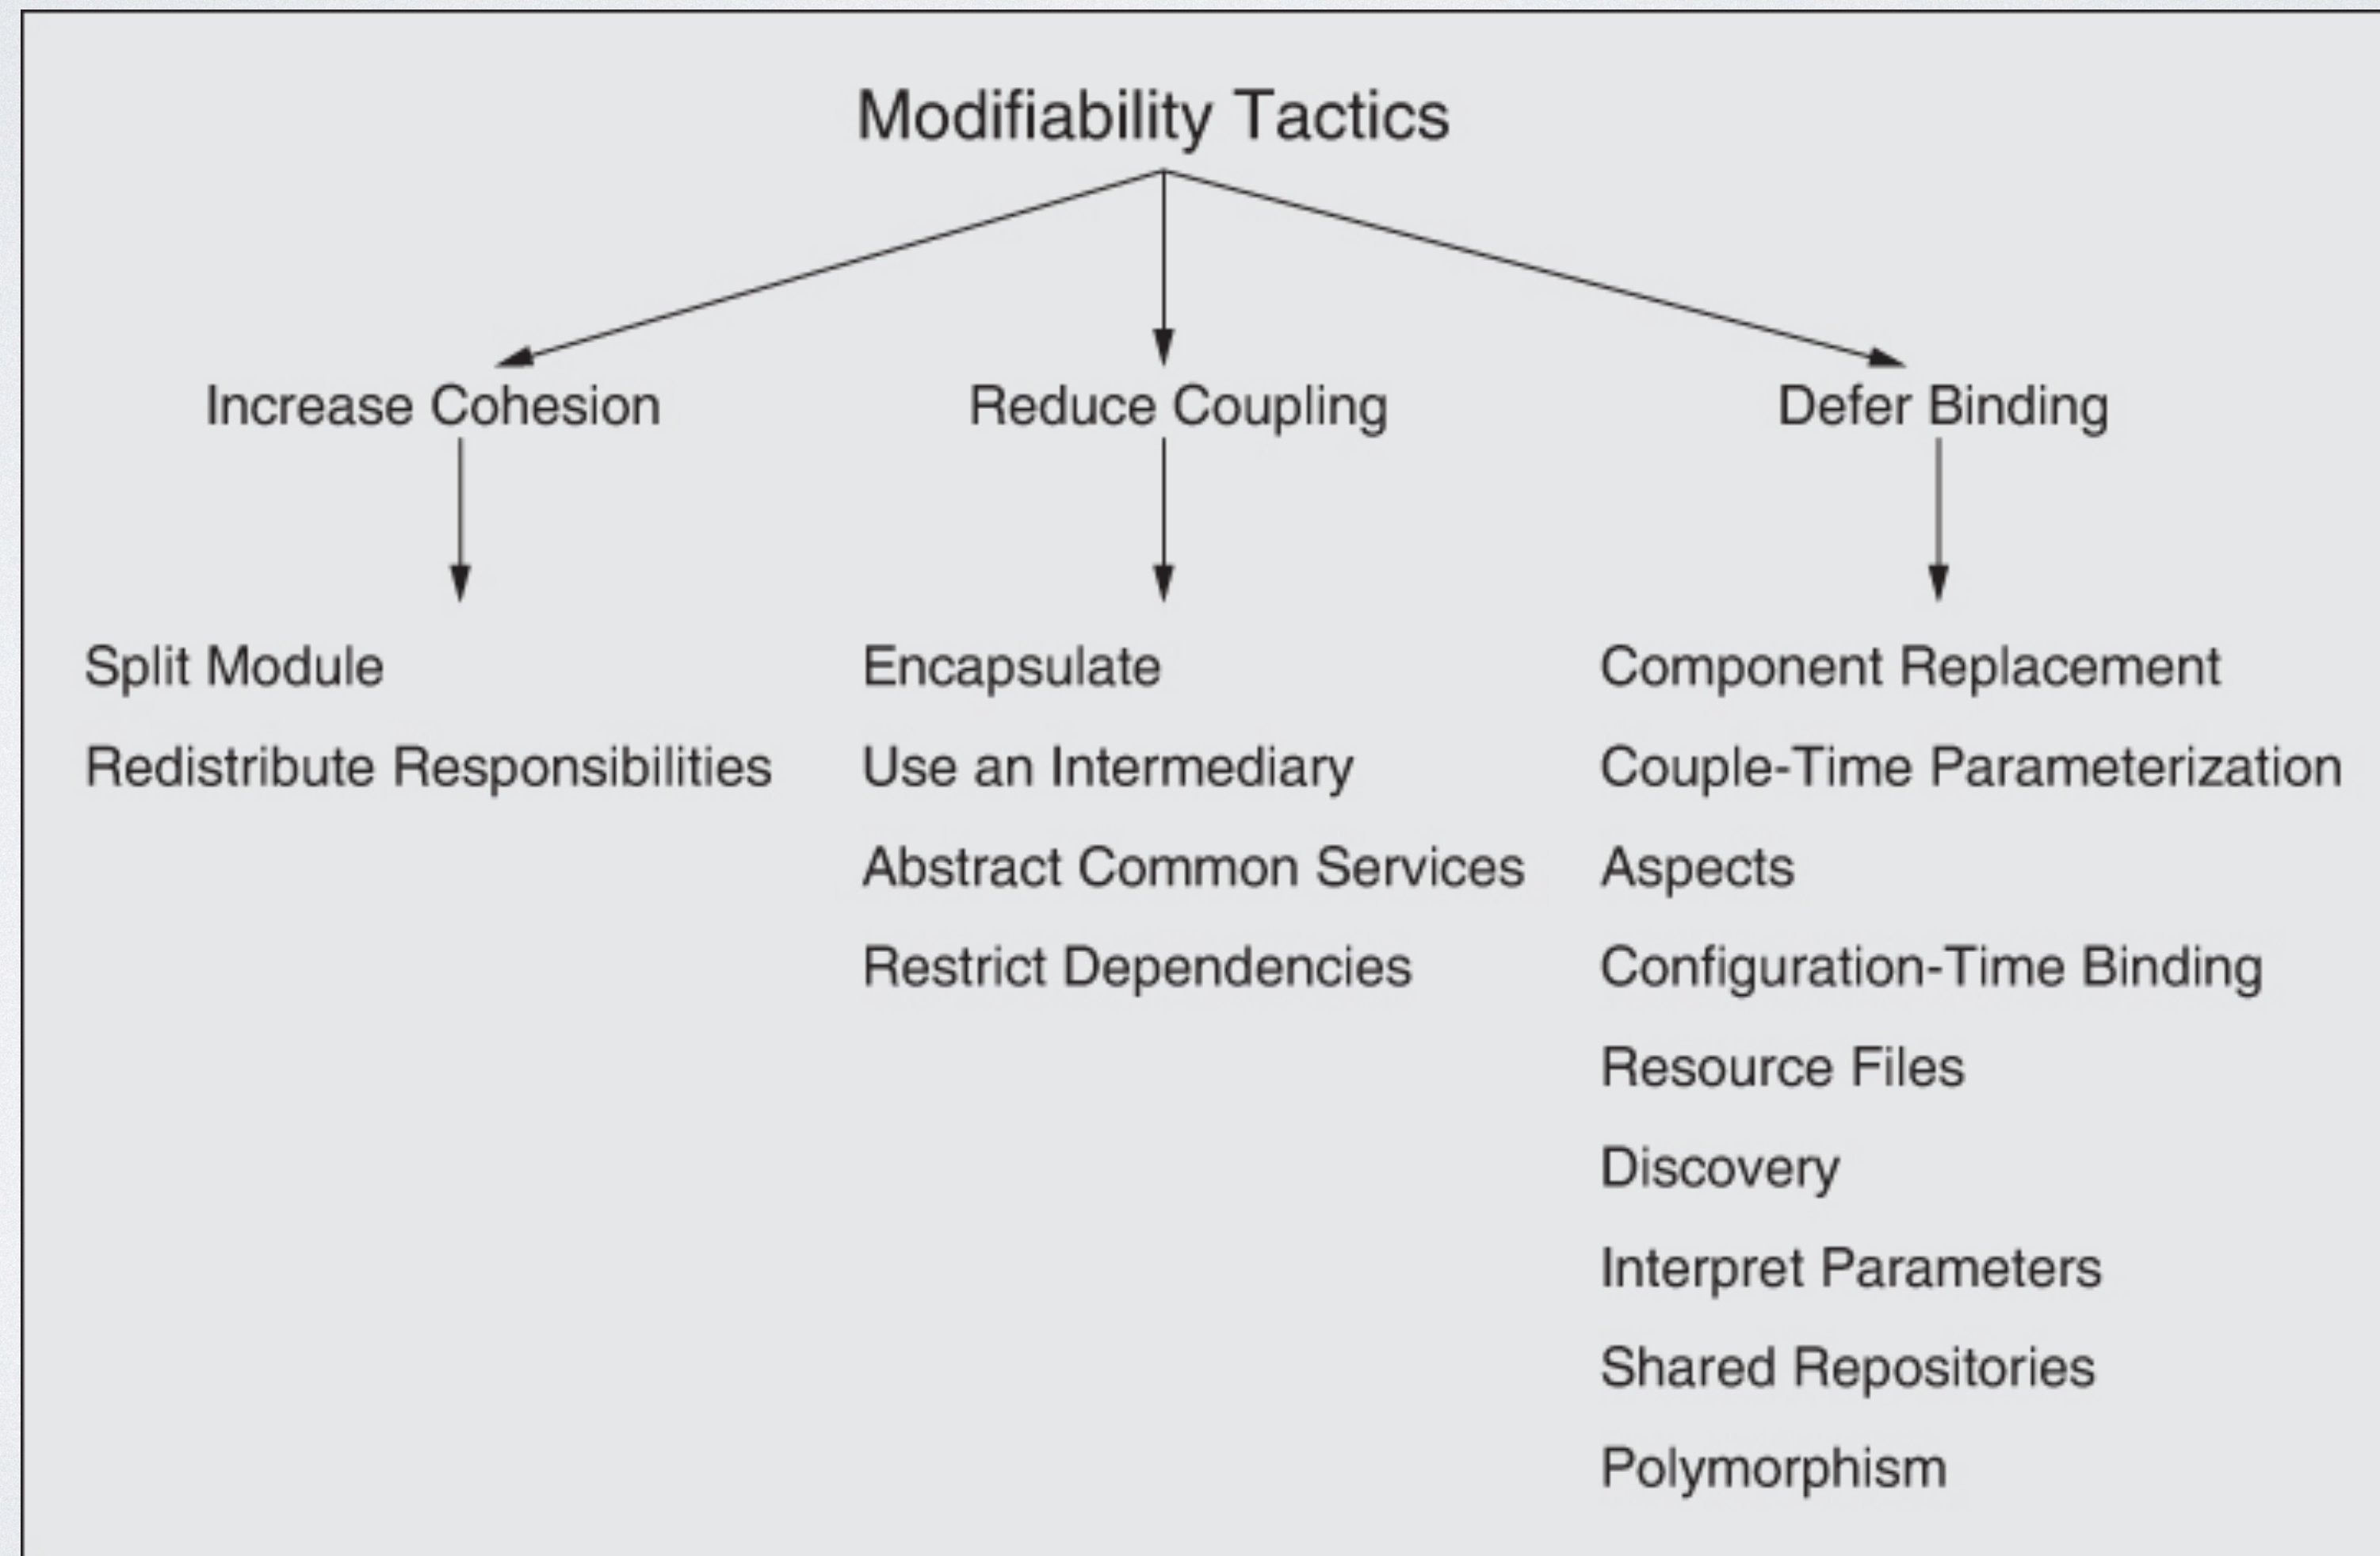 Modifiability Tactics
Increase Cohesion
Reduce Coupling
Defer Binding
Split Module
Redistribute Responsibilities
Encapsulate
Use an Intermediary
Abstract Common Services
Restrict Dependencies
Component Replacement
Couple-Time Parameterization
Aspects
Configuration-Time Binding
Resource Files
Discovery
Interpret Parameters
Shared Repositories
Polymorphism